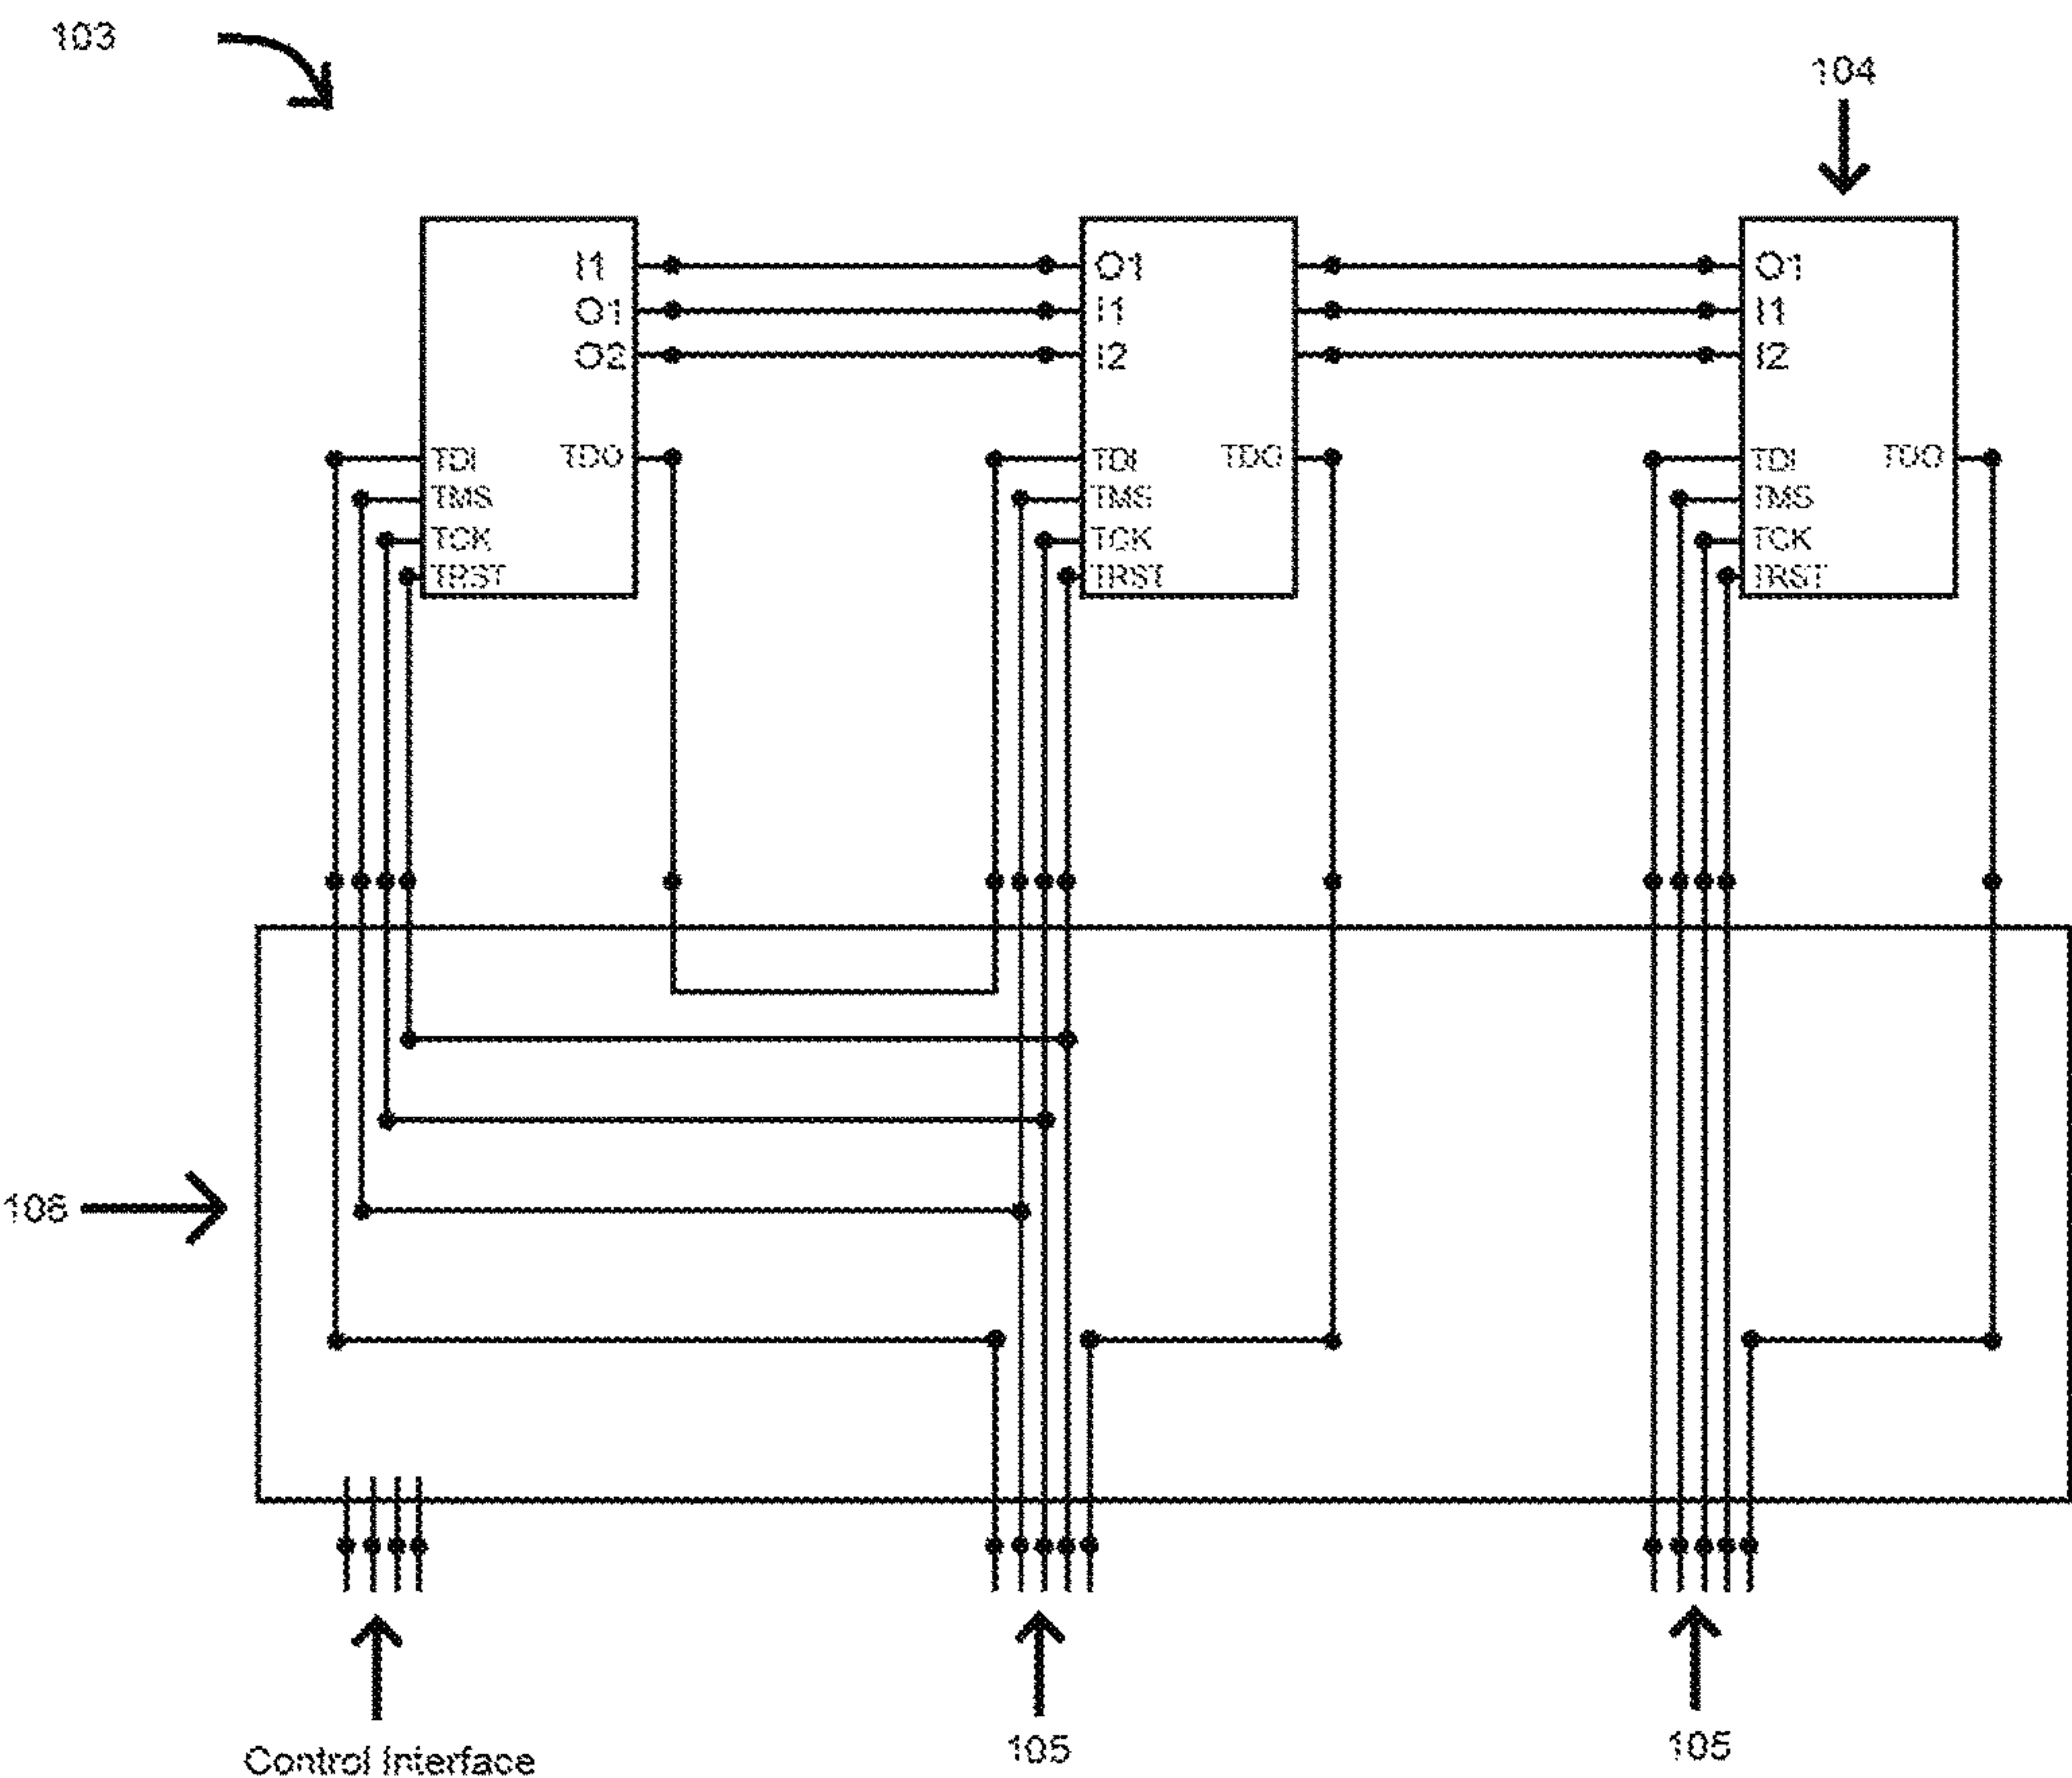 103
104
I1
O1
O1
O1
I1
I1
O2
I2
I2
TDI
TDO
TDI
TDO
TDI
TDO
TMS
TMS
TMS
TCK
TCK
TCK
TRST
TRST
TRST
106
Control Interface
105
105